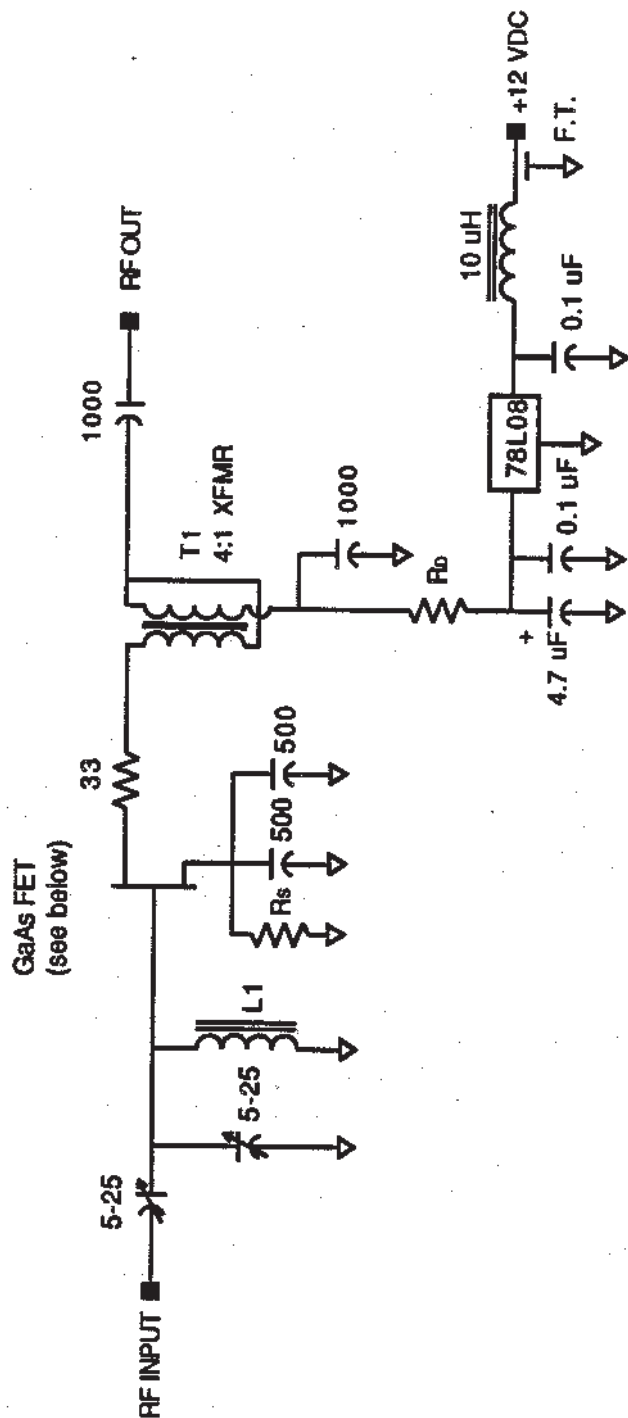 GaAs FET
(see below)
RF INPUT
5-25
5-25
L1
Rs
500
500
33
T1
4:1 XFMR
1000
RF OUT
1000
RD
+
4.7 uF
0.1 uF
78L08
0.1 uF
10 uH
+12 VDC
F.T.